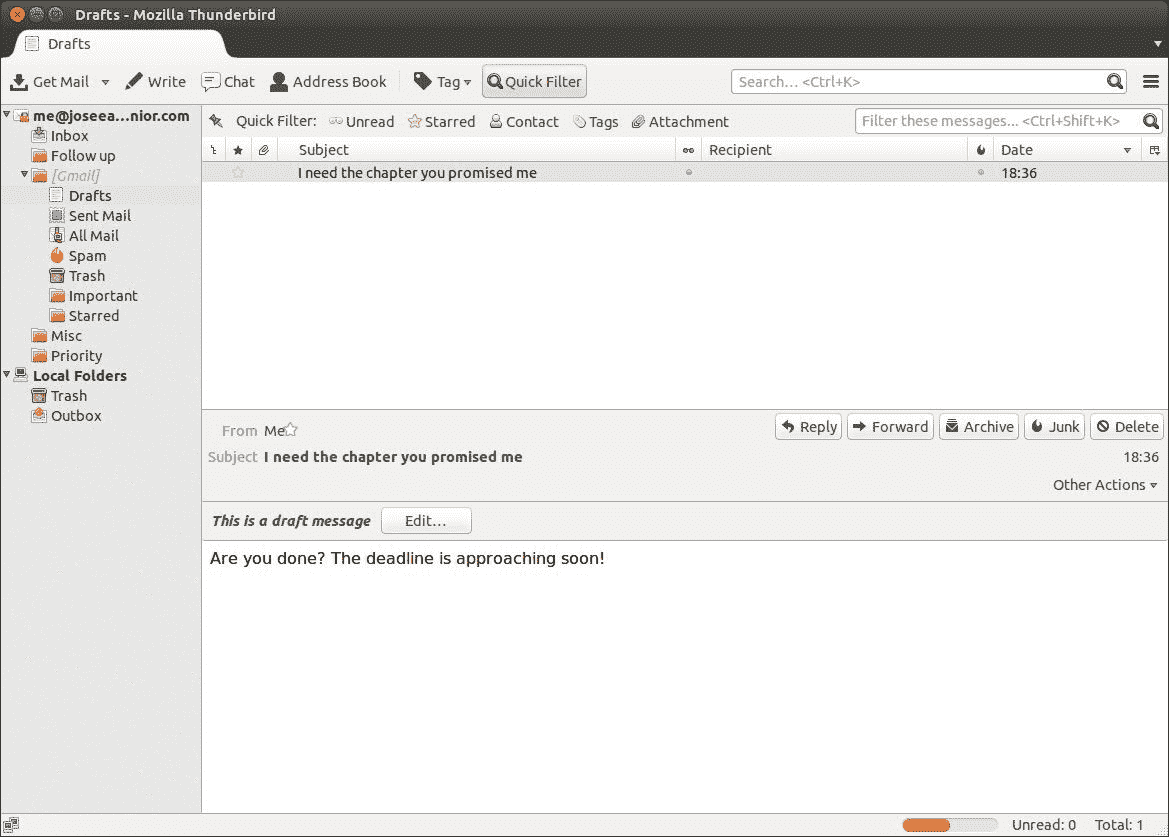 Drafts - Mozilla Thunderbird
Drafts
Get Mail Write Chat Address Book Tag Quick Filter Search... <Ctrl+K>
me@joseea...nior.com
Inbox
Follow up
[Gmail]
Drafts
Sent Mail
All Mail
Spam
Trash
Important
Starred
Misc
Priority
Local Folders
Trash
Outbox
Quick Filter: Unread Starred Contact Tags Attachment Filter these messages... <Ctrl+Shift+K>
Subject Recipient Date
I need the chapter you promised me 18:36
From Me Reply Forward Archive Junk Delete
Subject I need the chapter you promised me 18:36
Other Actions
This is a draft message Edit...
Are you done? The deadline is approaching soon!
Unread: 0 Total: 1